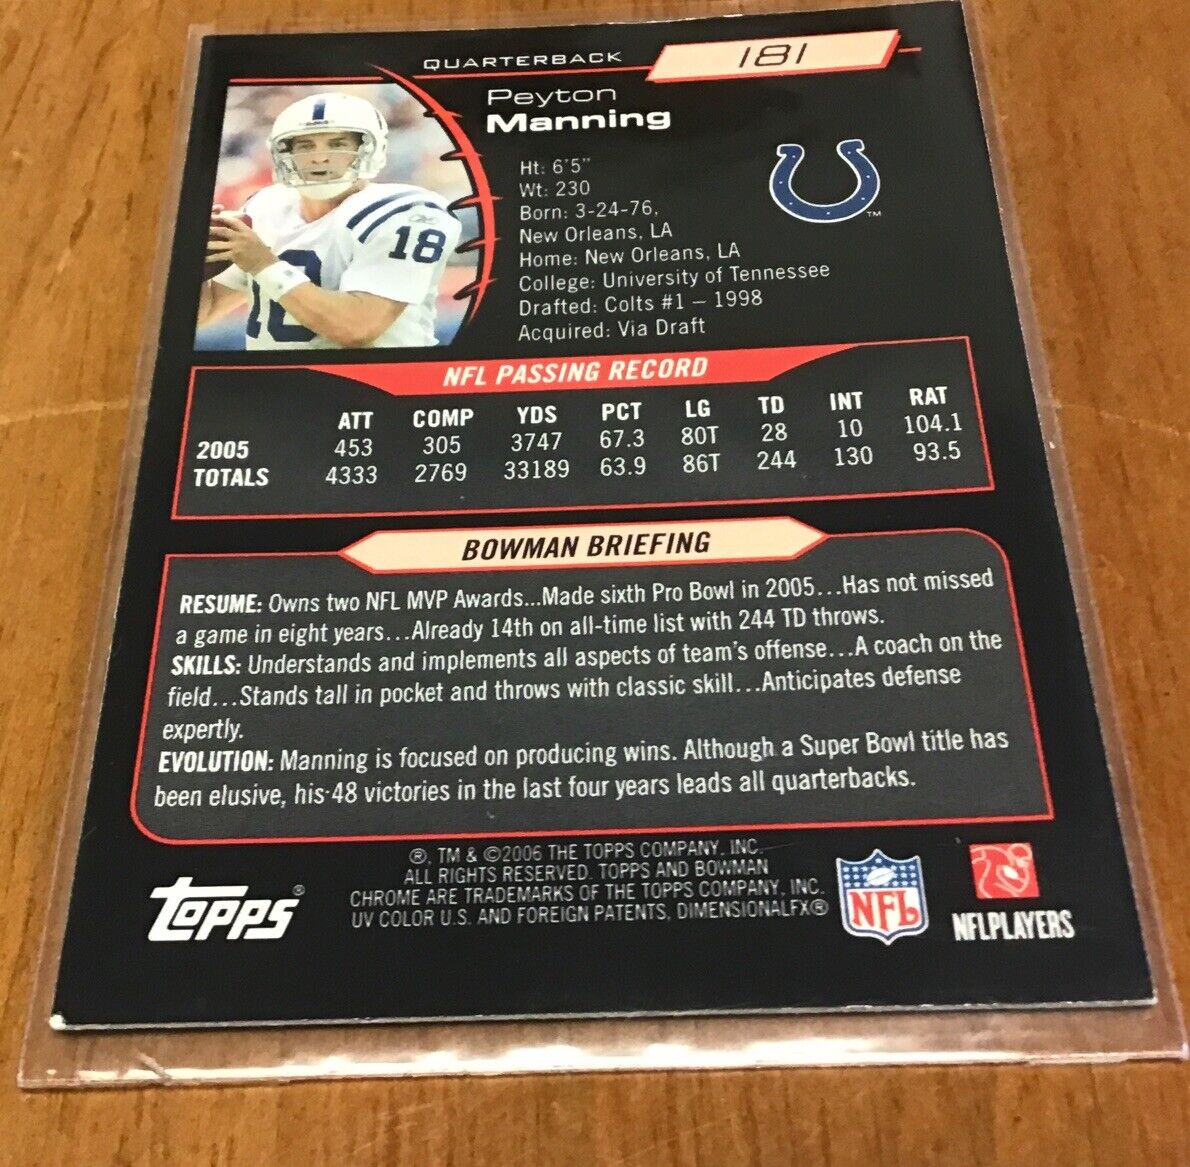 QUARTERBACK 181
Peyton
Manning
Ht: 6'5"
Wt: 230
Born: 3-24-76,
New Orleans, LA
Home: New Orleans, LA
College: University of Tennessee
Drafted: Colts #1 – 1998
Acquired: Via Draft
TM
18
18
NFL PASSING RECORD
ATT COMP YDS PCT LG TD INT RAT
2005 453 305 3747 67.3 80T 28 10 104.1
TOTALS 4333 2769 33189 63.9 86T 244 130 93.5
BOWMAN BRIEFING
RESUME: Owns two NFL MVP Awards...Made sixth Pro Bowl in 2005...Has not missed
a game in eight years...Already 14th on all-time list with 244 TD throws.
SKILLS: Understands and implements all aspects of team's offense...A coach on the
field...Stands tall in pocket and throws with classic skill...Anticipates defense
expertly.
EVOLUTION: Manning is focused on producing wins. Although a Super Bowl title has
been elusive, his 48 victories in the last four years leads all quarterbacks.
®, TM & ©2006 THE TOPPS COMPANY, INC.
ALL RIGHTS RESERVED. TOPPS AND BOWMAN
CHROME ARE TRADEMARKS OF THE TOPPS COMPANY, INC.
UV COLOR U.S. AND FOREIGN PATENTS, DIMENSIONALFX®
TOPPS®
NFL
NFLPLAYERS